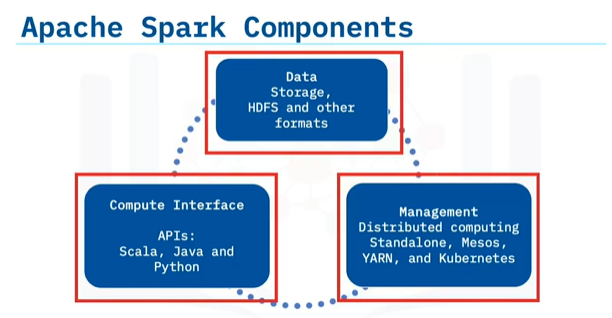 Apache Spark Components
Data
Storage,
HDFS and other
formats
Compute Interface
APIs:
Scala, Java and
Python
Management
Distributed computing
Standalone, Mesos,
YARN, and Kubernetes